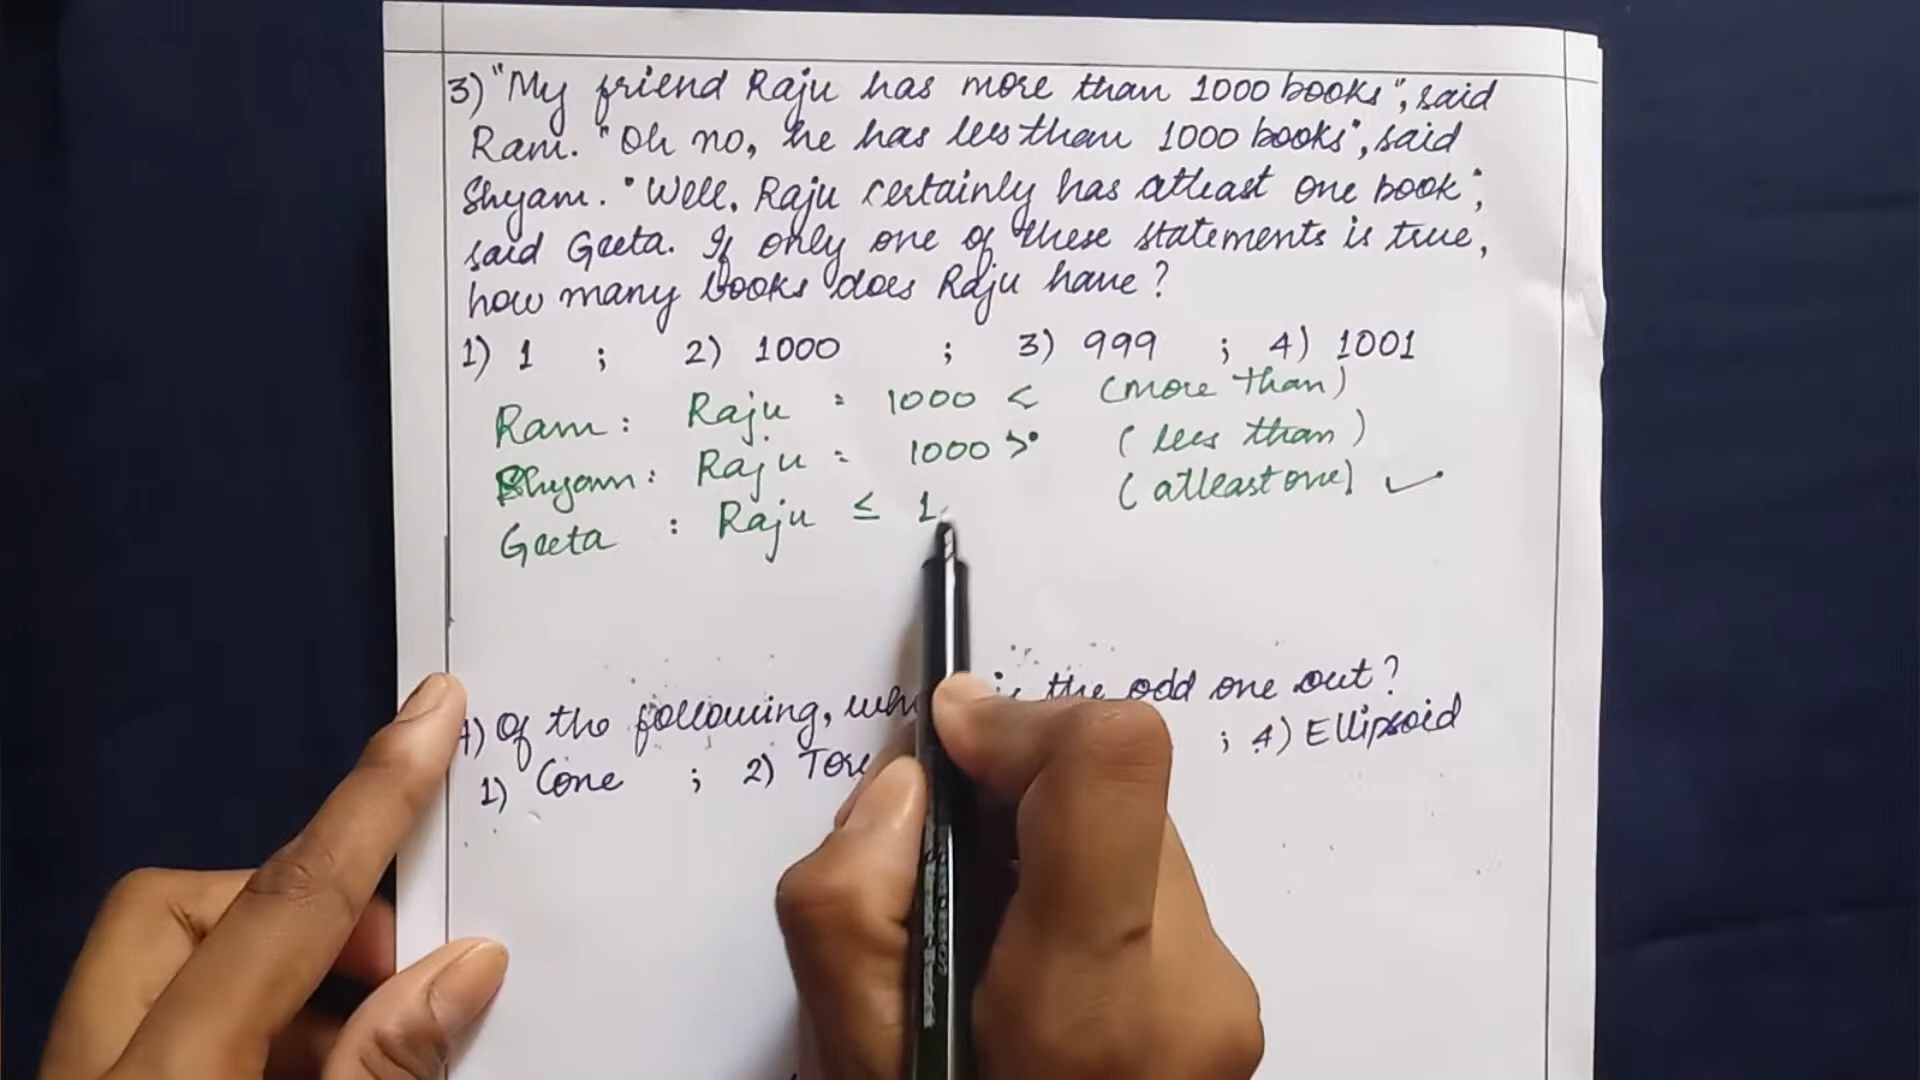 3) "My friend Raju has more than 1000 books", said
Ram. "Oh no, he has less than 1000 books", said
Shyam. "Well, Raju certainly has atleast one book",
said Geeta. If only one of these statements is true,
how many books does Raju have?
1) 1 ; 2) 1000 ; 3) 999 ; 4) 1001
Ram : Raju = 1000 < (more than)
Shyam : Raju = 1000 > (less than)
Geeta : Raju ≤ 1 (atleast one) ✓
4) Of the following, the odd one out?
1) Cone ; 2) ; 4) Ellipsoid